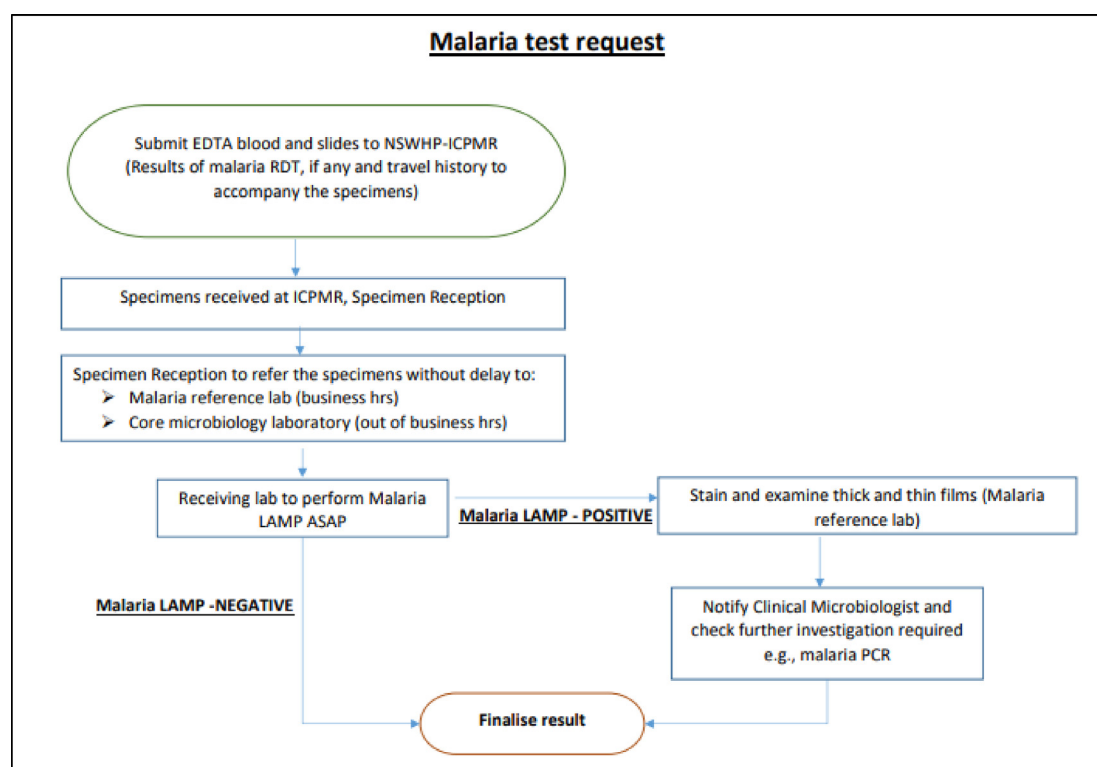 Malaria test request
Submit EDTA blood and slides to NSWHP-ICPMR
(Results of malaria RDT, if any and travel history to
accompany the specimens)
Specimens received at ICPMR, Specimen Reception
Specimen Reception to refer the specimens without delay to:
➢ Malaria reference lab (business hrs)
➢ Core microbiology laboratory (out of business hrs)
Receiving lab to perform Malaria
LAMP ASAP
Malaria LAMP - POSITIVE
Stain and examine thick and thin films (Malaria
reference lab)
Malaria LAMP -NEGATIVE
Notify Clinical Microbiologist and
check further investigation required
e.g., malaria PCR
Finalise result